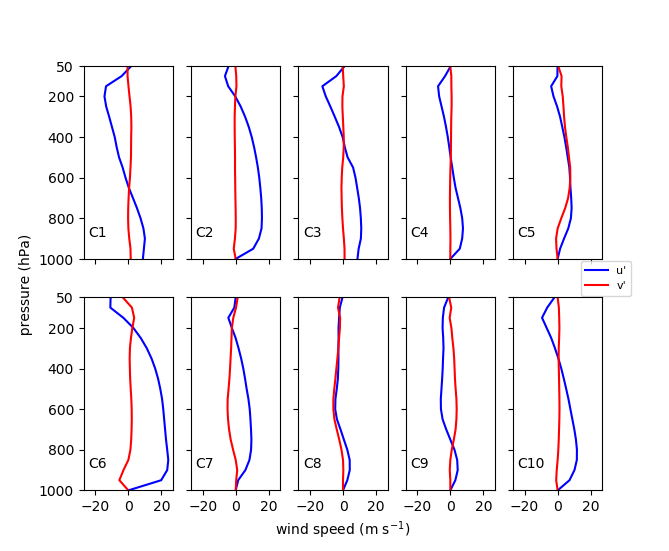 50
200
400
600
800
1000
C1
C2
C3
C4
C5
pressure (hPa)
u'
v'
50
200
400
600
800
1000
C6
C7
C8
C9
C10
−20 0 20 −20 0 20 −20 0 20 −20 0 20 −20 0 20
wind speed (m s⁻¹)